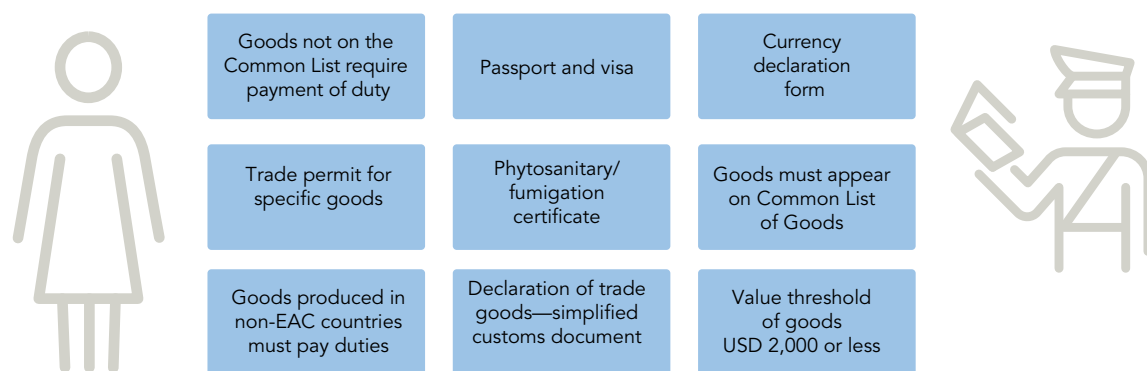 Goods not on the
Common List require
payment of duty
Passport and visa
Currency
declaration
form
Trade permit for
specific goods
Phytosanitary/
fumigation
certificate
Goods must appear
on Common List
of Goods
Goods produced in
non-EAC countries
must pay duties
Declaration of trade
goods—simplified
customs document
Value threshold
of goods
USD 2,000 or less